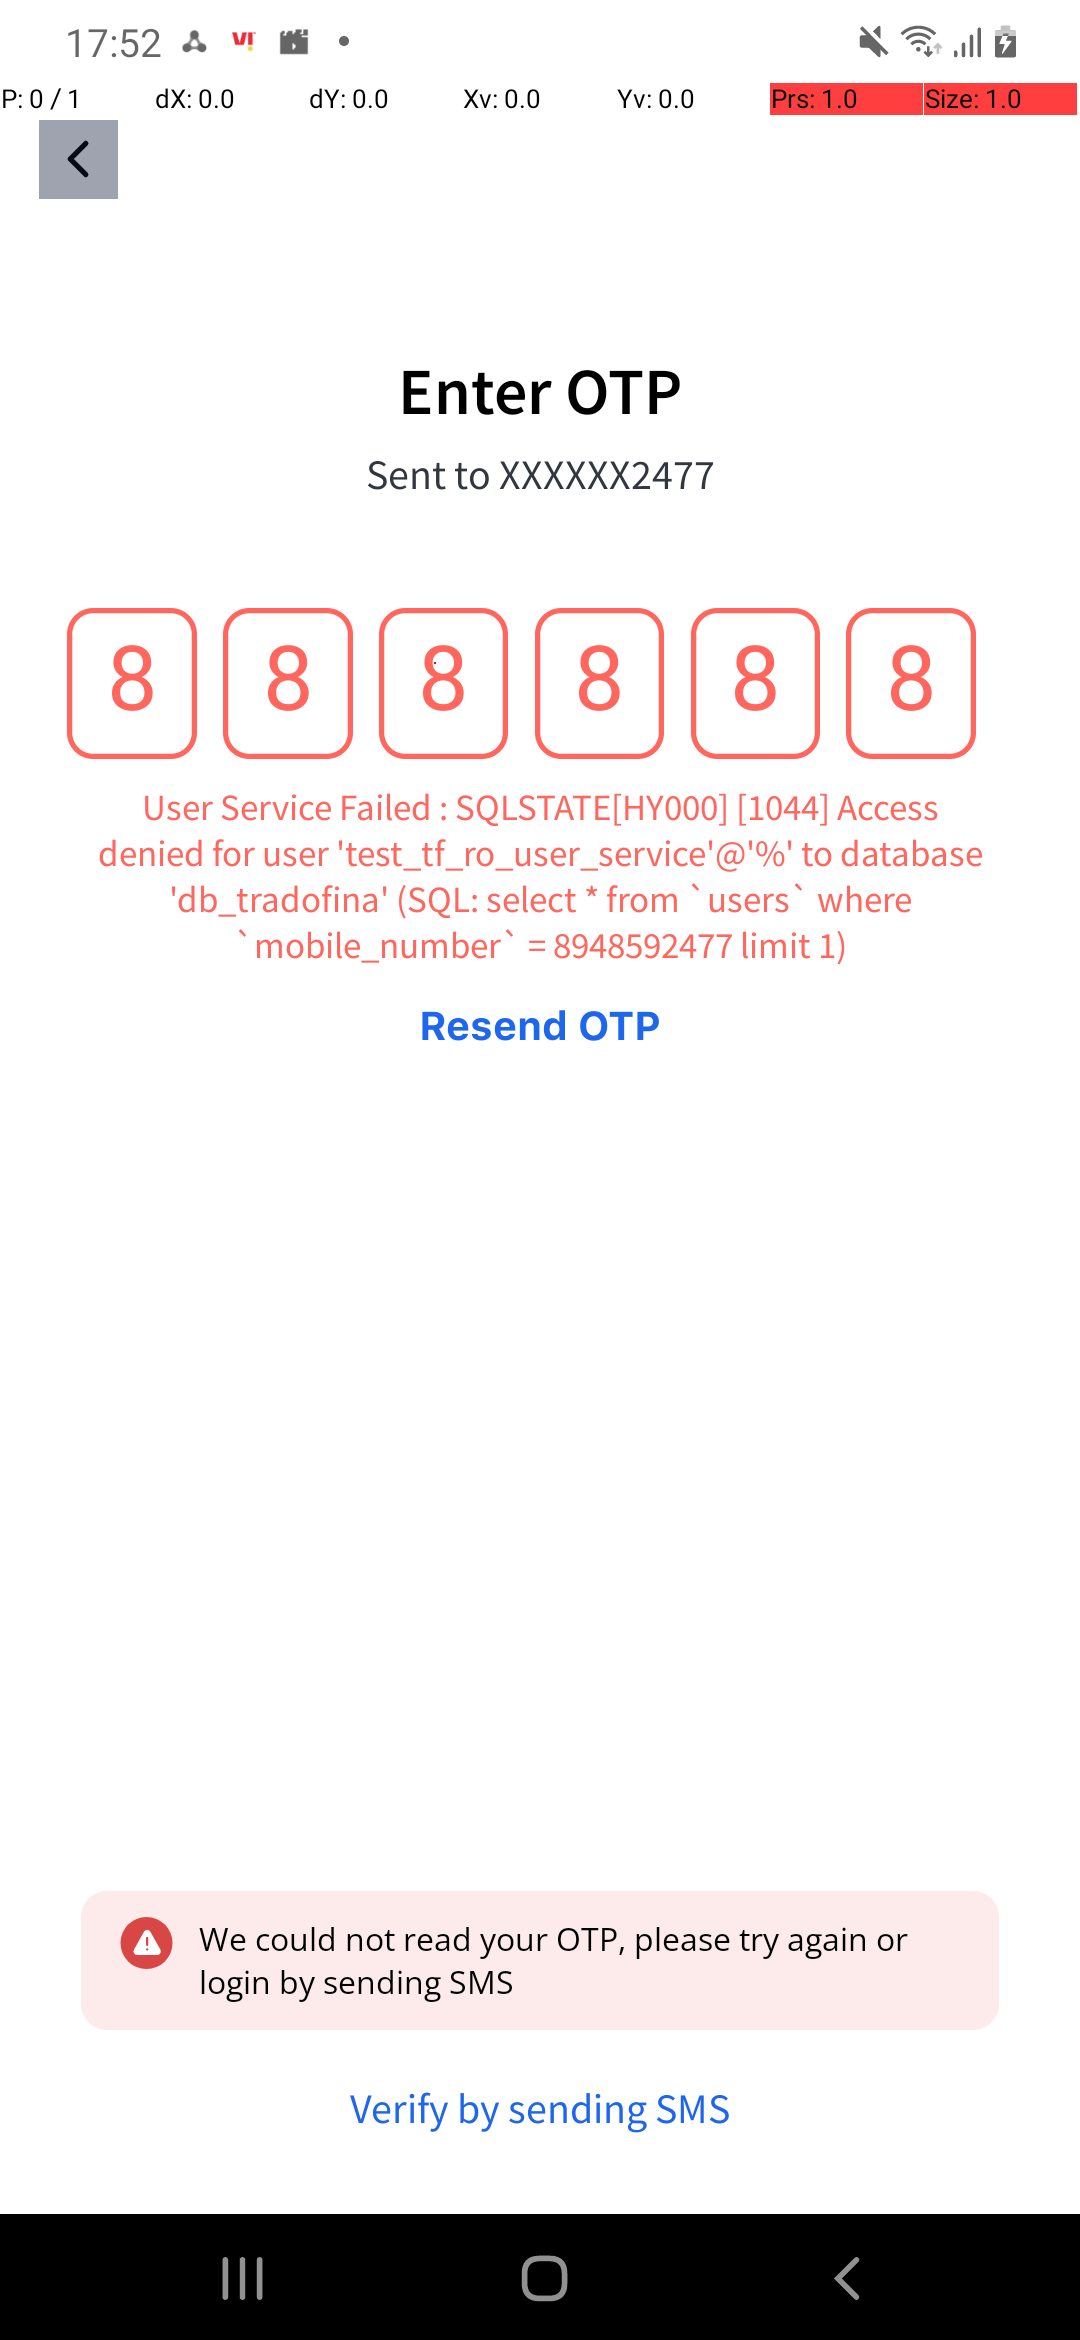 17:52
P: 0 / 1 dX: 0.0 dY: 0.0 Xv: 0.0 Yv: 0.0 Prs: 1.0 Size: 1.0
Enter OTP
Sent to XXXXXX2477
8 8 8 8 8 8
User Service Failed : SQLSTATE[HY000] [1044] Access
denied for user 'test_tf_ro_user_service'@'%' to database
'db_tradofina' (SQL: select * from `users` where
`mobile_number` = 8948592477 limit 1)
Resend OTP
We could not read your OTP, please try again or
login by sending SMS
Verify by sending SMS